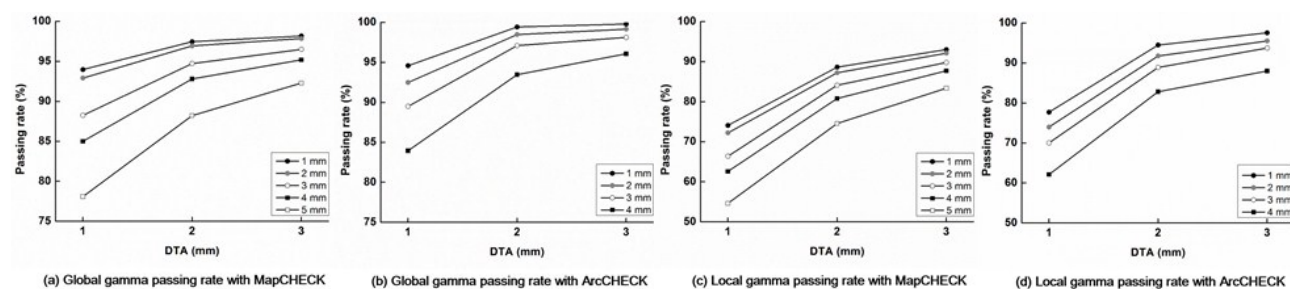 100
95
90
85
80
75
Passing rate (%)
1 2 3
DTA (mm)
1 mm
2 mm
3 mm
4 mm
5 mm
(a) Global gamma passing rate with MapCHECK
100
95
90
85
80
75
Passing rate (%)
1 2 3
DTA (mm)
1 mm
2 mm
3 mm
4 mm
(b) Global gamma passing rate with ArcCHECK
100
90
80
70
60
50
Passing rate (%)
1 2 3
DTA (mm)
1 mm
2 mm
3 mm
4 mm
5 mm
(c) Local gamma passing rate with MapCHECK
100
90
80
70
60
50
Passing rate (%)
1 2 3
DTA (mm)
1 mm
2 mm
3 mm
4 mm
(d) Local gamma passing rate with ArcCHECK